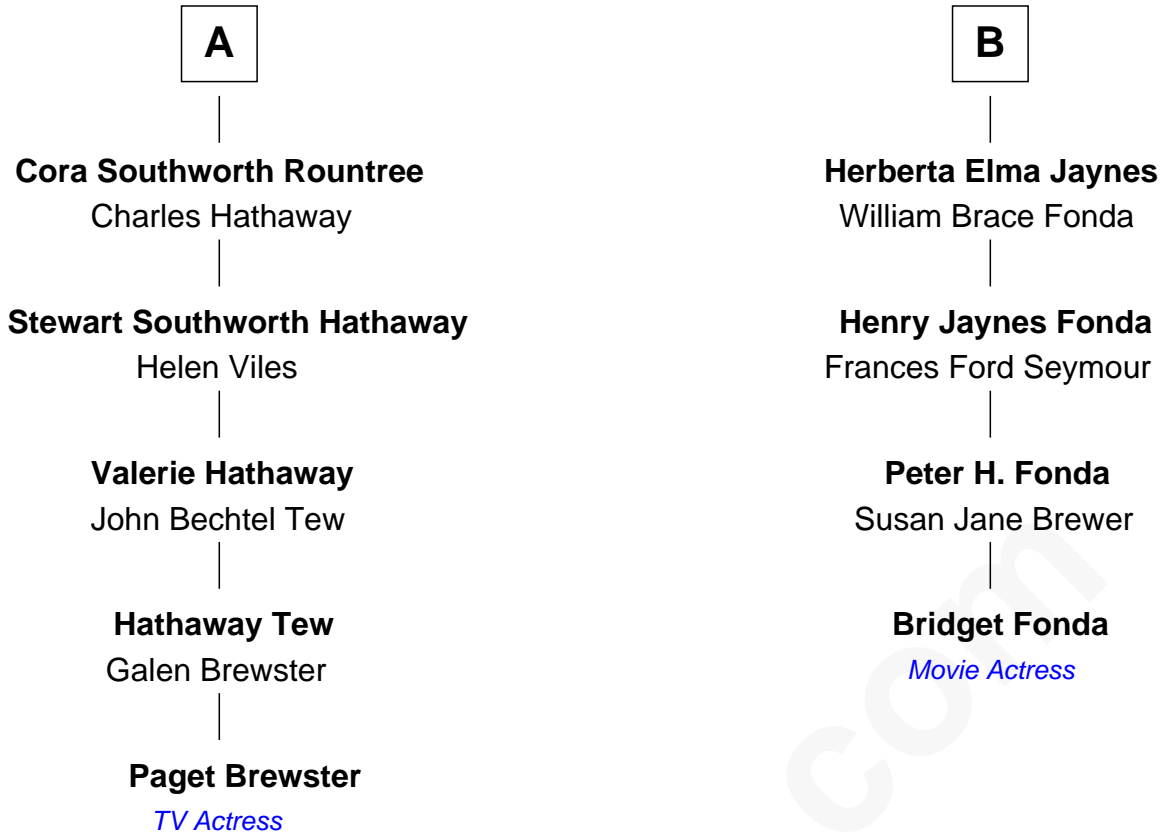 A
Cora Southworth Rountree
Charles Hathaway
Stewart Southworth Hathaway
Helen Viles
Valerie Hathaway
John Bechtel Tew
Hathaway Tew
Galen Brewster
Paget Brewster
TV Actress
B
Herberta Elma Jaynes
William Brace Fonda
Henry Jaynes Fonda
Frances Ford Seymour
Peter H. Fonda
Susan Jane Brewer
Bridget Fonda
Movie Actress
com